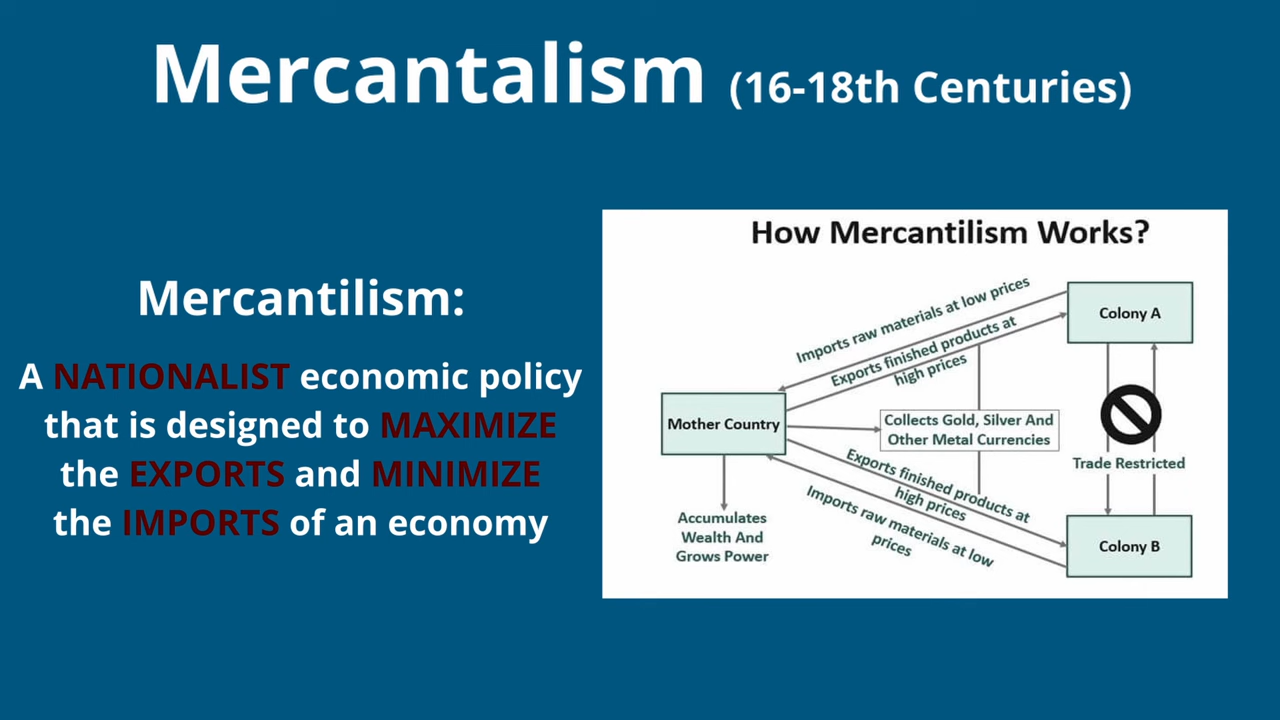 Mercantalism (16-18th Centuries)
Mercantilism:
A NATIONALIST economic policy
that is designed to MAXIMIZE
the EXPORTS and MINIMIZE
the IMPORTS of an economy
How Mercantilism Works?
Imports raw materials at low prices
Exports finished products at
high prices
Colony A
Mother Country
Collects Gold, Silver And
Other Metal Currencies
Trade Restricted
Exports finished products at
high prices
Imports raw materials at low
prices
Accumulates
Wealth And
Grows Power
Colony B